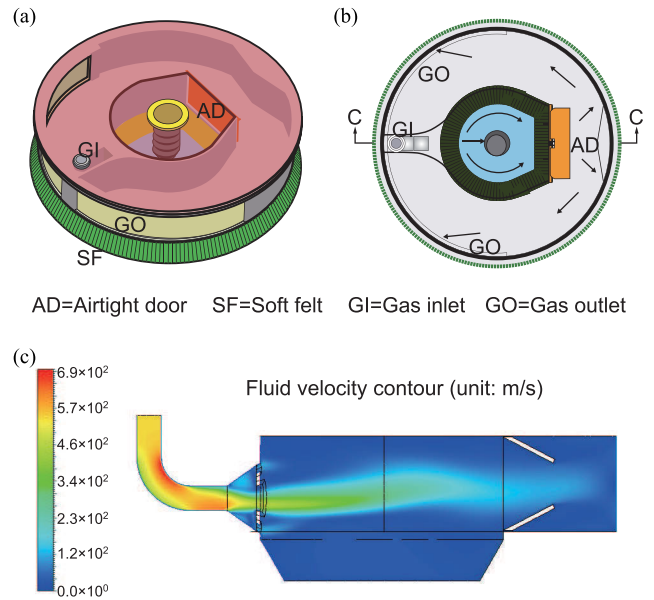 (a)
AD
GI
GO
SF
(b)
GO
C
C
GI
AD
GO
AD=Airtight door SF=Soft felt GI=Gas inlet GO=Gas outlet
(c)
6.9×10²
5.7×10²
4.6×10²
3.4×10²
2.3×10²
1.2×10²
0.0×10⁰
Fluid velocity contour (unit: m/s)